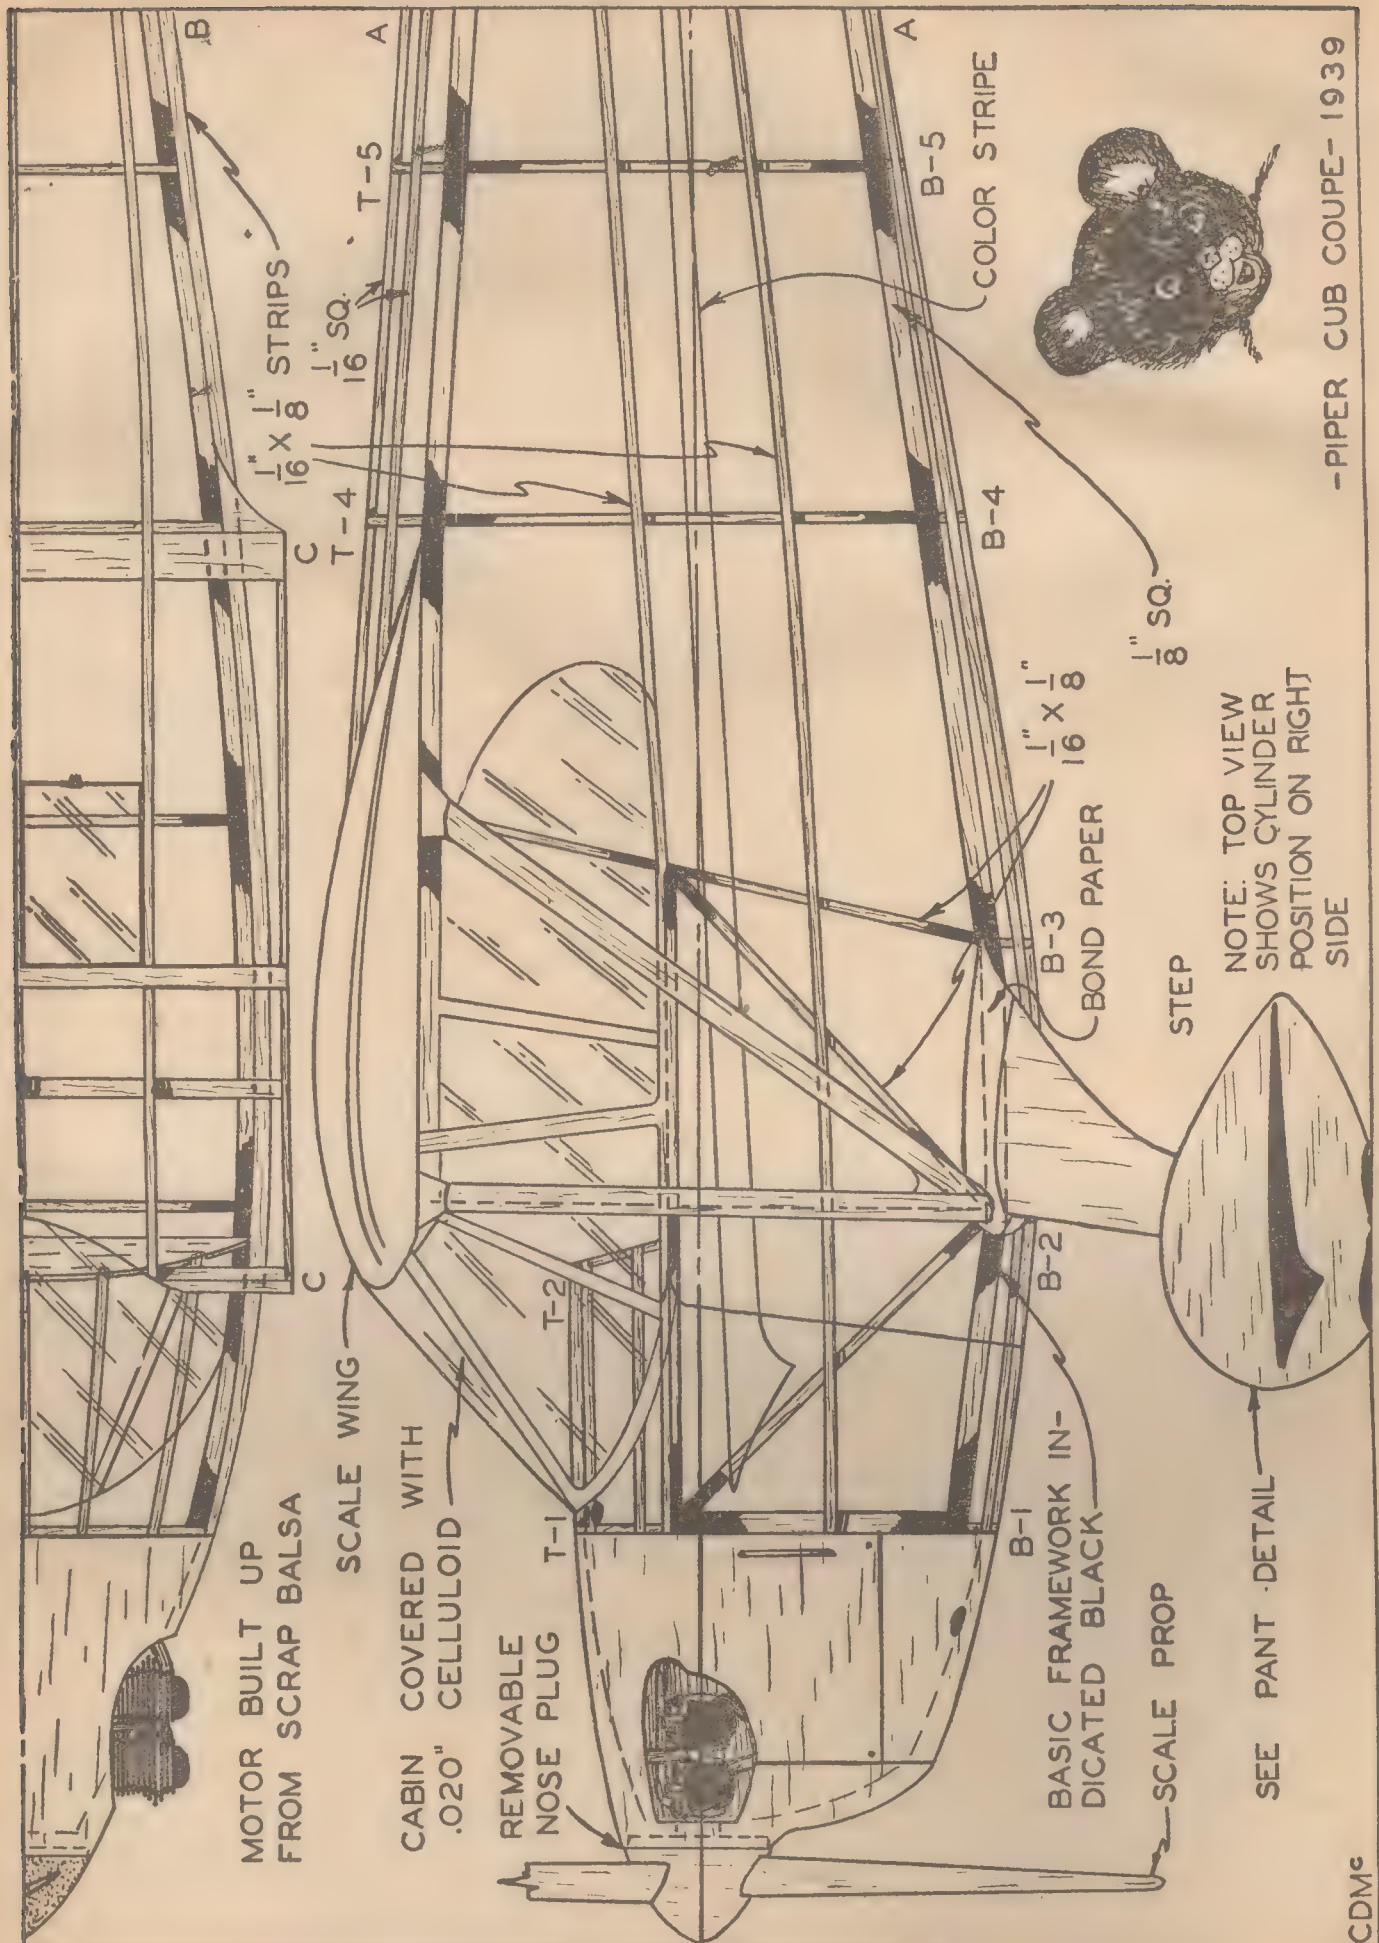 B
A
A
C
C
1/16" X 1/8" STRIPS
1/16" SQ.
T-4
T-5
MOTOR BUILT UP
FROM SCRAP BALSA
SCALE WING
CABIN COVERED WITH
.020" CELLULOID
REMOVABLE
NOSE PLUG
T-1
T-2
B-1
B-2
B-3
B-4
B-5
COLOR STRIPE
1/16" X 1/8"
1/8" SQ.
BOND PAPER
STEP
BASIC FRAMEWORK IN-
DICATED BLACK
SCALE PROP
SEE PANT DETAIL
NOTE: TOP VIEW
SHOWS CYLINDER
POSITION ON RIGHT
SIDE
-PIPER CUB COUPE-1939
CDMc